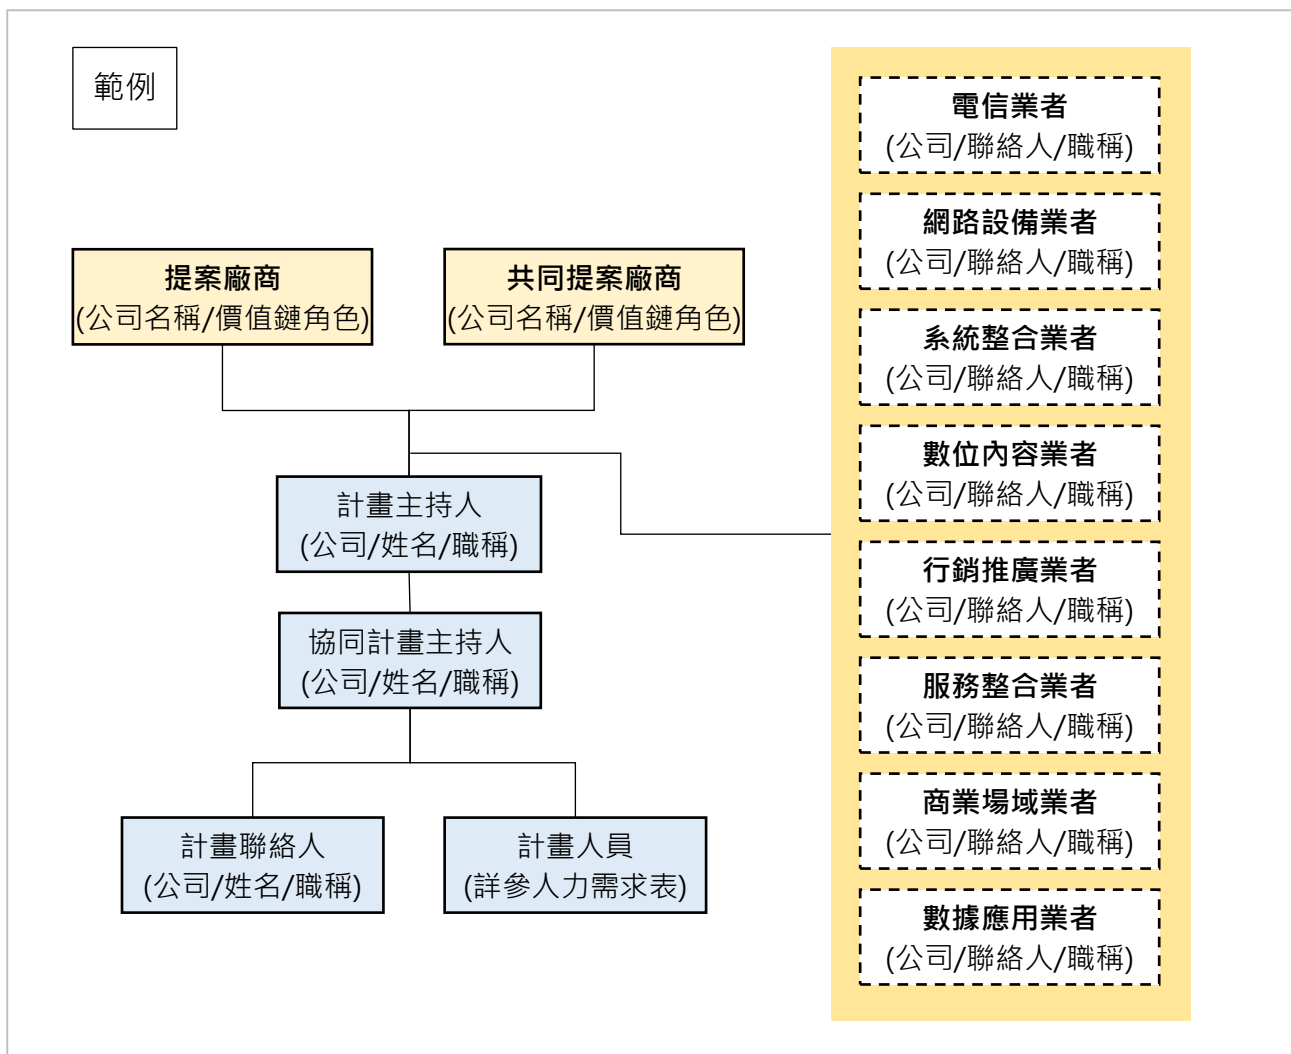 範例
提案廠商
(公司名稱/價值鏈角色)
共同提案廠商
(公司名稱/價值鏈角色)
計畫主持人
(公司/姓名/職稱)
協同計畫主持人
(公司/姓名/職稱)
計畫聯絡人
(公司/姓名/職稱)
計畫人員
(詳參人力需求表)
電信業者
(公司/聯絡人/職稱)
網路設備業者
(公司/聯絡人/職稱)
系統整合業者
(公司/聯絡人/職稱)
數位內容業者
(公司/聯絡人/職稱)
行銷推廣業者
(公司/聯絡人/職稱)
服務整合業者
(公司/聯絡人/職稱)
商業場域業者
(公司/聯絡人/職稱)
數據應用業者
(公司/聯絡人/職稱)